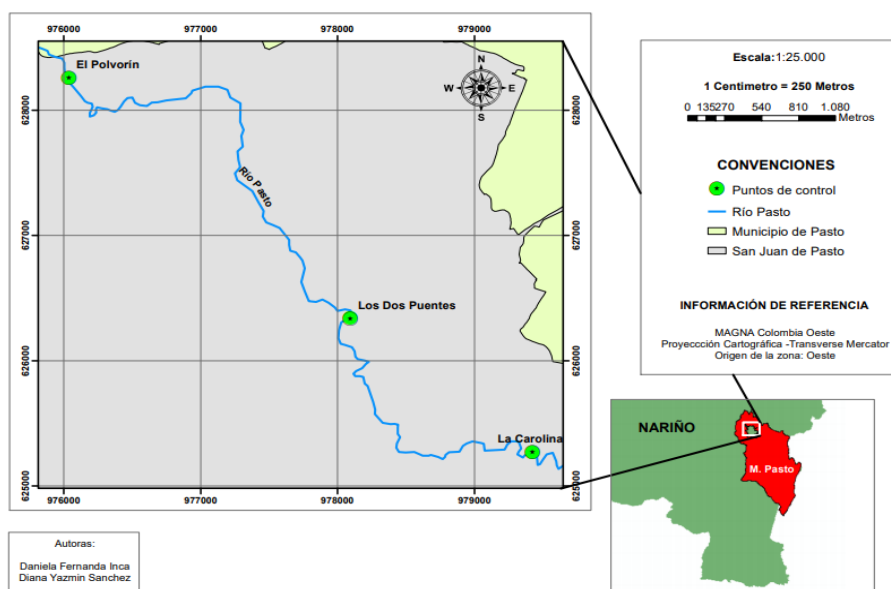 976000 977000 978000 979000
El Polvorín
N
W E
S
628000 628000
Río Pasto
627000 627000
Los Dos Puentes
626000 626000
La Carolina
625000 625000
976000 977000 978000 979000
Escala:1:25.000
1 Centimetro = 250 Metros
0 135270 540 810 1.080
Metros
CONVENCIONES
Puntos de control
Río Pasto
Municipio de Pasto
San Juan de Pasto
INFORMACIÓN DE REFERENCIA
MAGNA Colombia Oeste
Proyeccción Cartográfica -Transverse Mercator
Origen de la zona: Oeste
NARIÑO
M. Pasto
Autoras:
Daniela Fernanda Inca
Diana Yazmin Sanchez